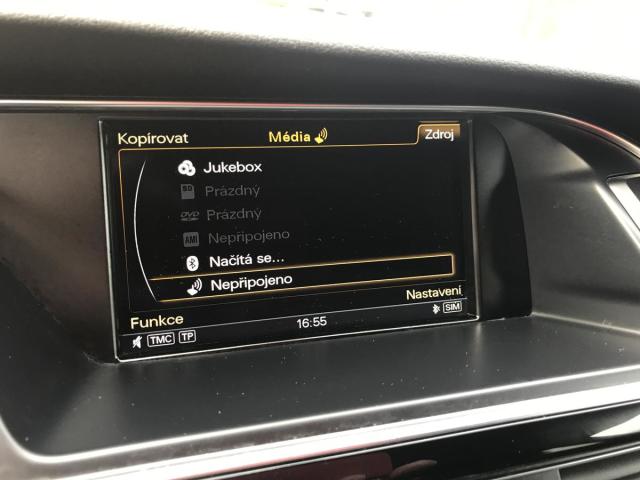 Kopírovat Média Zdroj
Jukebox
SD Prázdný
DVD Prázdný
AMI Nepřipojeno
Načítá se...
Nepřipojeno
Funkce 16:55 Nastavení
TMC TP SIM